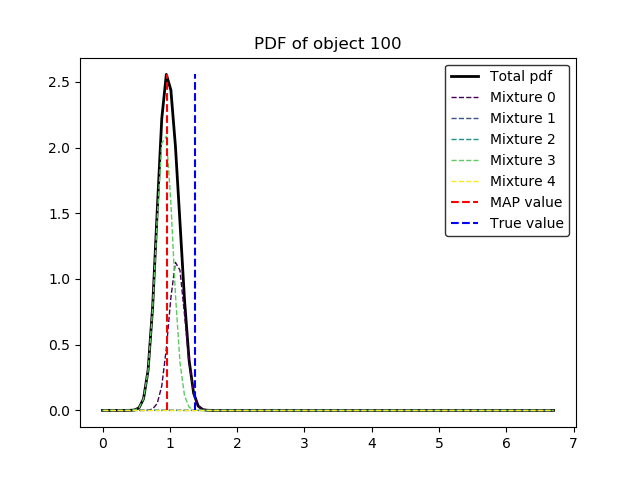 PDF of object 100
2.5
2.0
1.5
1.0
0.5
0.0
0 1 2 3 4 5 6 7
Total pdf
Mixture 0
Mixture 1
Mixture 2
Mixture 3
Mixture 4
MAP value
True value